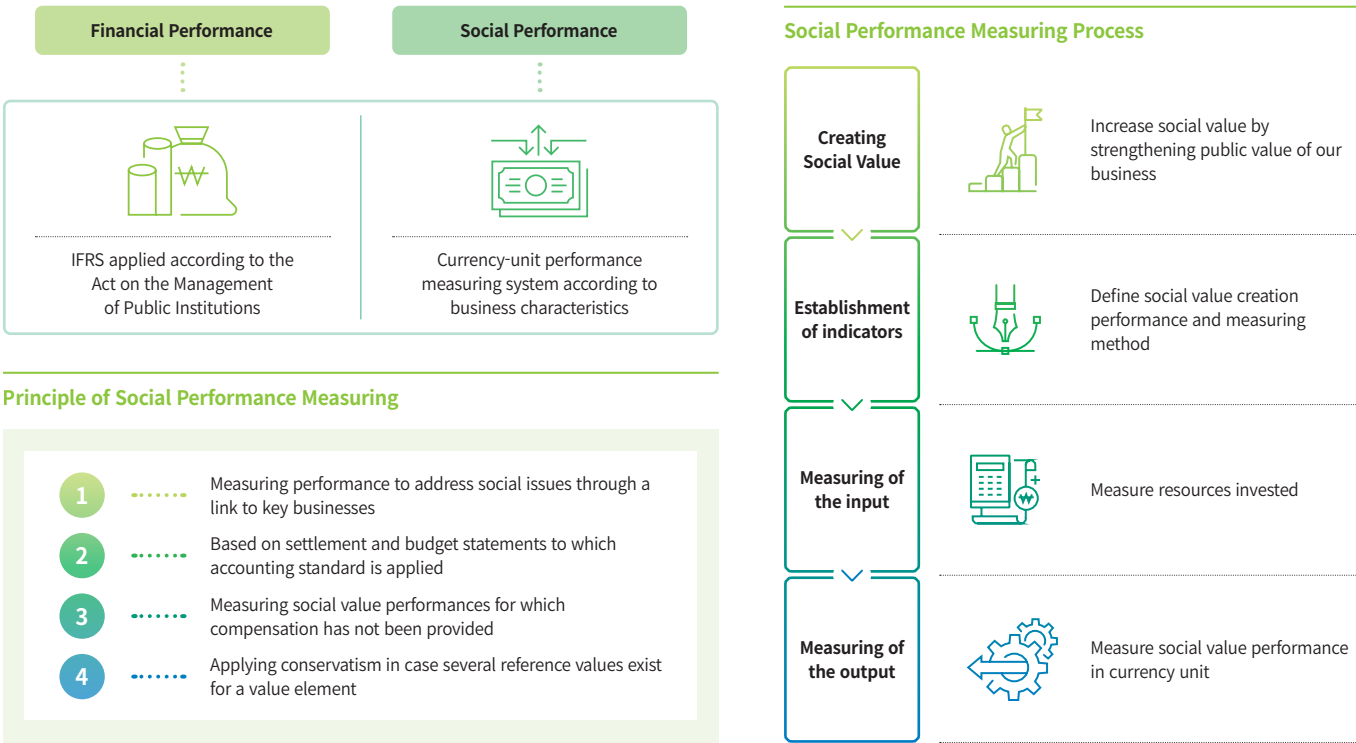 Financial Performance
Social Performance
₩
IFRS applied according to the
Act on the Management
of Public Institutions
Currency-unit performance
measuring system according to
business characteristics
Principle of Social Performance Measuring
1
Measuring performance to address social issues through a
link to key businesses
2
Based on settlement and budget statements to which
accounting standard is applied
3
Measuring social value performances for which
compensation has not been provided
4
Applying conservatism in case several reference values exist
for a value element
Social Performance Measuring Process
Creating
Social Value
Increase social value by
strengthening public value of our
business
Establishment
of indicators
Define social value creation
performance and measuring
method
Measuring of
the input
₩
Measure resources invested
Measuring of
the output
Measure social value performance
in currency unit